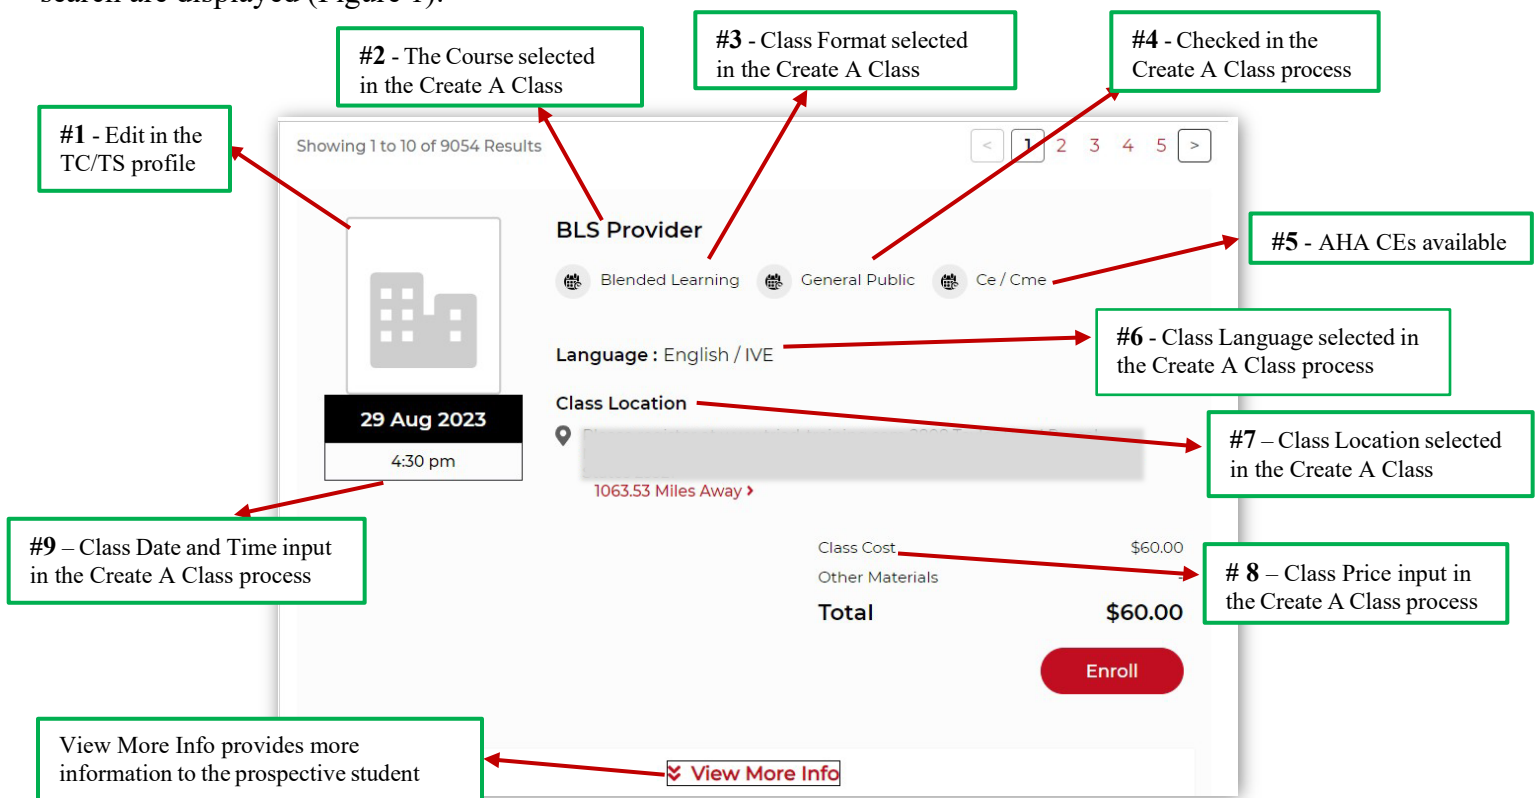 search are displayed (Figure 1).
#2 - The Course selected
in the Create A Class
#3 - Class Format selected
in the Create A Class
#4 - Checked in the
Create A Class process
#1 - Edit in the
TC/TS profile
Showing 1 to 10 of 9054 Results
< 1 2 3 4 5 >
BLS Provider
Blended Learning General Public Ce / Cme
#5 - AHA CEs available
Language : English / IVE
#6 - Class Language selected in
the Create A Class process
Class Location
29 Aug 2023
4:30 pm
1063.53 Miles Away >
#7 – Class Location selected
in the Create A Class
#9 – Class Date and Time input
in the Create A Class process
Class Cost $60.00
Other Materials -
Total $60.00
# 8 – Class Price input in
the Create A Class process
Enroll
View More Info provides more
information to the prospective student
View More Info